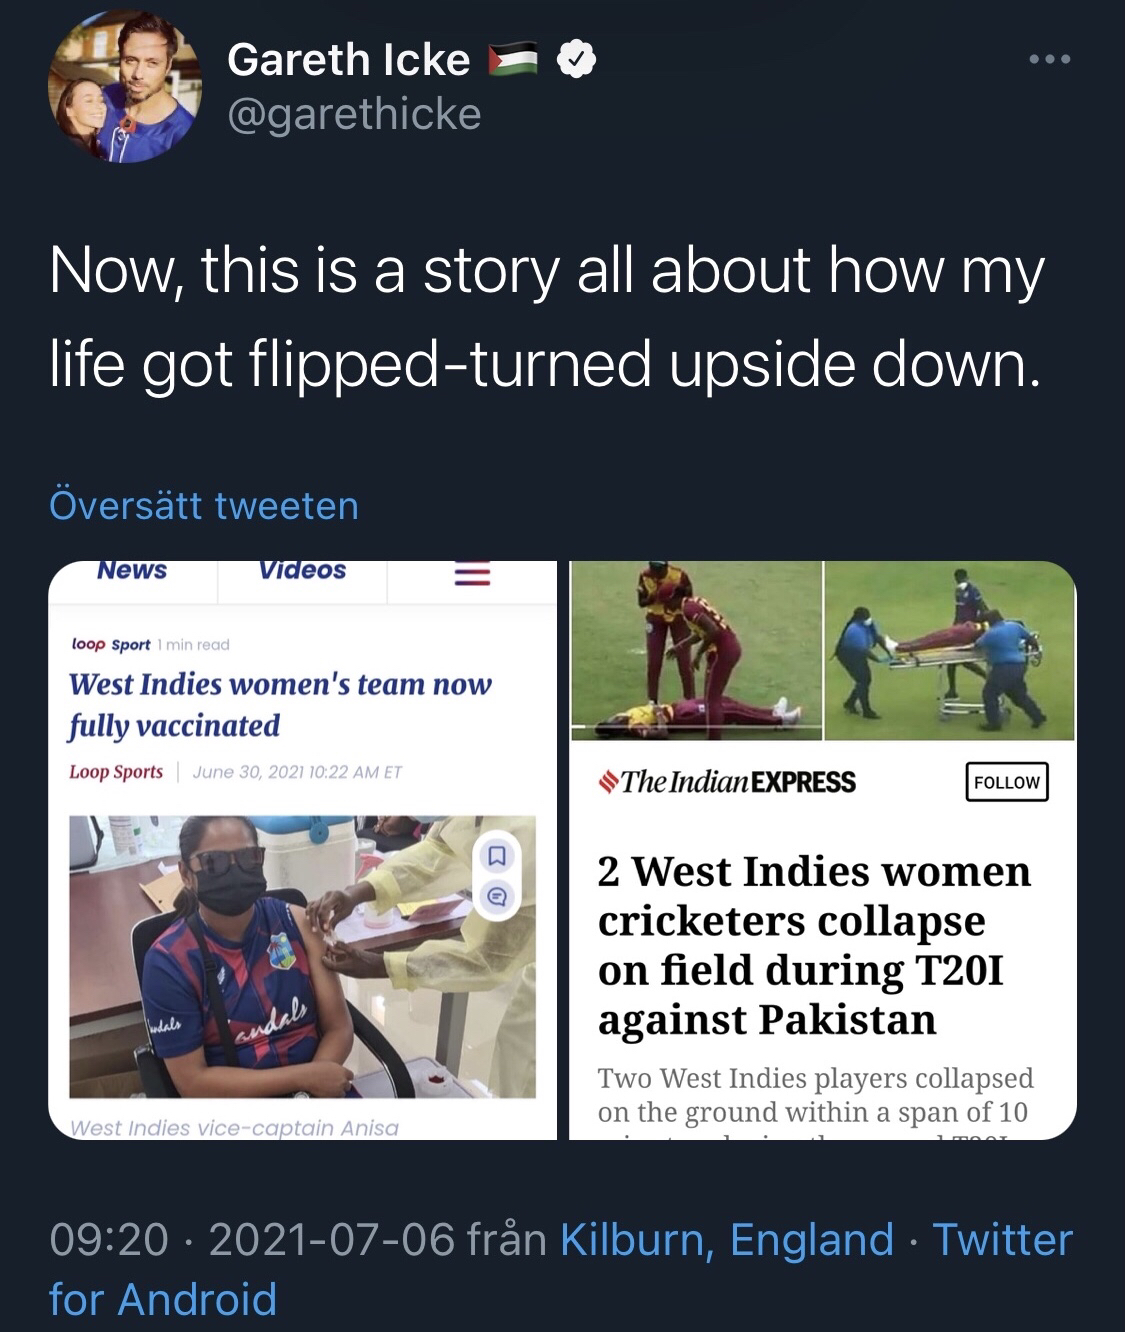 Gareth Icke
@garethicke
Now, this is a story all about how my
life got flipped-turned upside down.
Översätt tweeten
News Videos
loop Sport 1 min read
West Indies women's team now
fully vaccinated
Loop Sports | June 30, 2021 10:22 AM ET
andals
Sandals
West Indies vice-captain Anisa
The Indian EXPRESS
FOLLOW
2 West Indies women
cricketers collapse
on field during T20I
against Pakistan
Two West Indies players collapsed
on the ground within a span of 10
09:20 · 2021-07-06 från Kilburn, England · Twitter
for Android